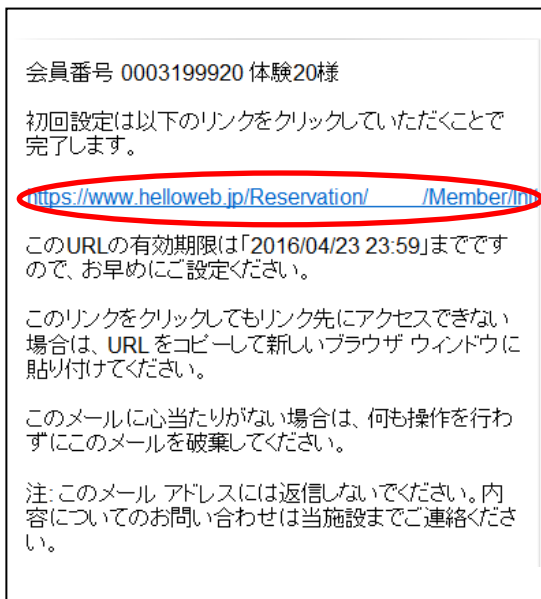 会員番号 0003199920 体験20様
初回設定は以下のリンクをクリックしていただくことで
完了します。
https://www.helloweb.jp/Reservation/ /Member/Ini
このURLの有効期限は「2016/04/23 23:59」までです
ので、お早めにご設定ください。
このリンクをクリックしてもリンク先にアクセスできない
場合は、URL をコピーして新しいブラウザ ウィンドウに
貼り付けてください。
このメールに心当たりがない場合は、何も操作を行わ
ずにこのメールを破棄してください。
注: このメール アドレスには返信しないでください。内
容についてのお問い合わせは当施設までご連絡くださ
い。